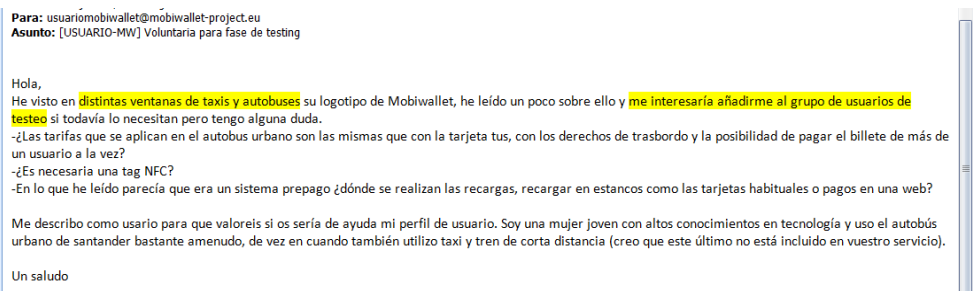 Para: usuariomobiwallet@mobiwallet-project.eu
Asunto: [USUARIO-MW] Voluntaria para fase de testing
Hola,
He visto en distintas ventanas de taxis y autobuses su logotipo de Mobiwallet, he leído un poco sobre ello y me interesaría añadirme al grupo de usuarios de
testeo si todavía lo necesitan pero tengo alguna duda.
-¿Las tarifas que se aplican en el autobus urbano son las mismas que con la tarjeta tus, con los derechos de trasbordo y la posibilidad de pagar el billete de más de
un usuario a la vez?
-¿Es necesaria una tag NFC?
-En lo que he leído parecía que era un sistema prepago ¿dónde se realizan las recargas, recargar en estancos como las tarjetas habituales o pagos en una web?
Me describo como usario para que valoreis si os sería de ayuda mi perfil de usuario. Soy una mujer joven con altos conocimientos en tecnología y uso el autobús
urbano de santander bastante amenudo, de vez en cuando también utilizo taxi y tren de corta distancia (creo que este último no está incluido en vuestro servicio).
Un saludo